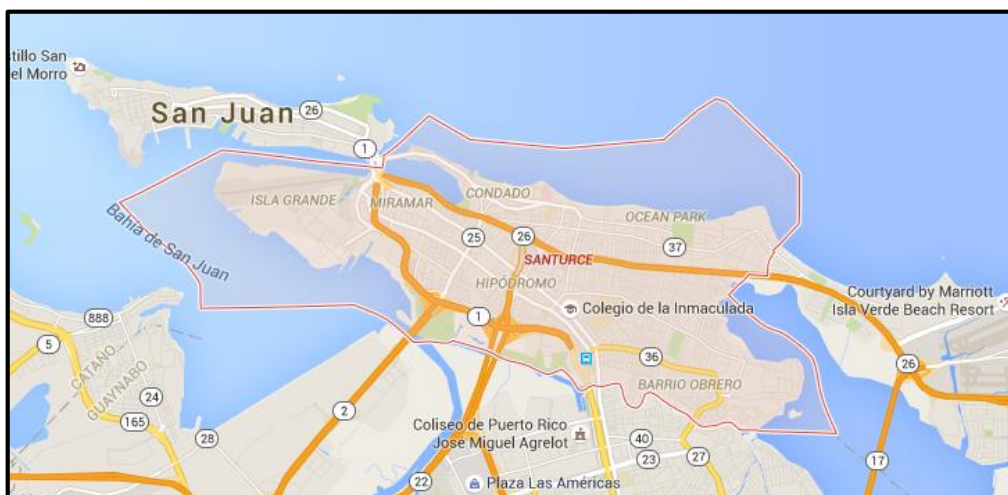 stillo San
el Morro
San Juan
26
1
ISLA GRANDE
MIRAMAR
CONDADO
OCEAN PARK
25
26
37
SANTURCE
Bahía de San Juan
HIPÓDROMO
Colegio de la Inmaculada
Courtyard by Marriott
Isla Verde Beach Resort
888
1
5
36
26
CATAÑO
GUAYNABO
24
BARRIO OBRERO
2
165
28
Coliseo de Puerto Rico
José Miguel Agrelot
40
23
27
17
22
Plaza Las Américas